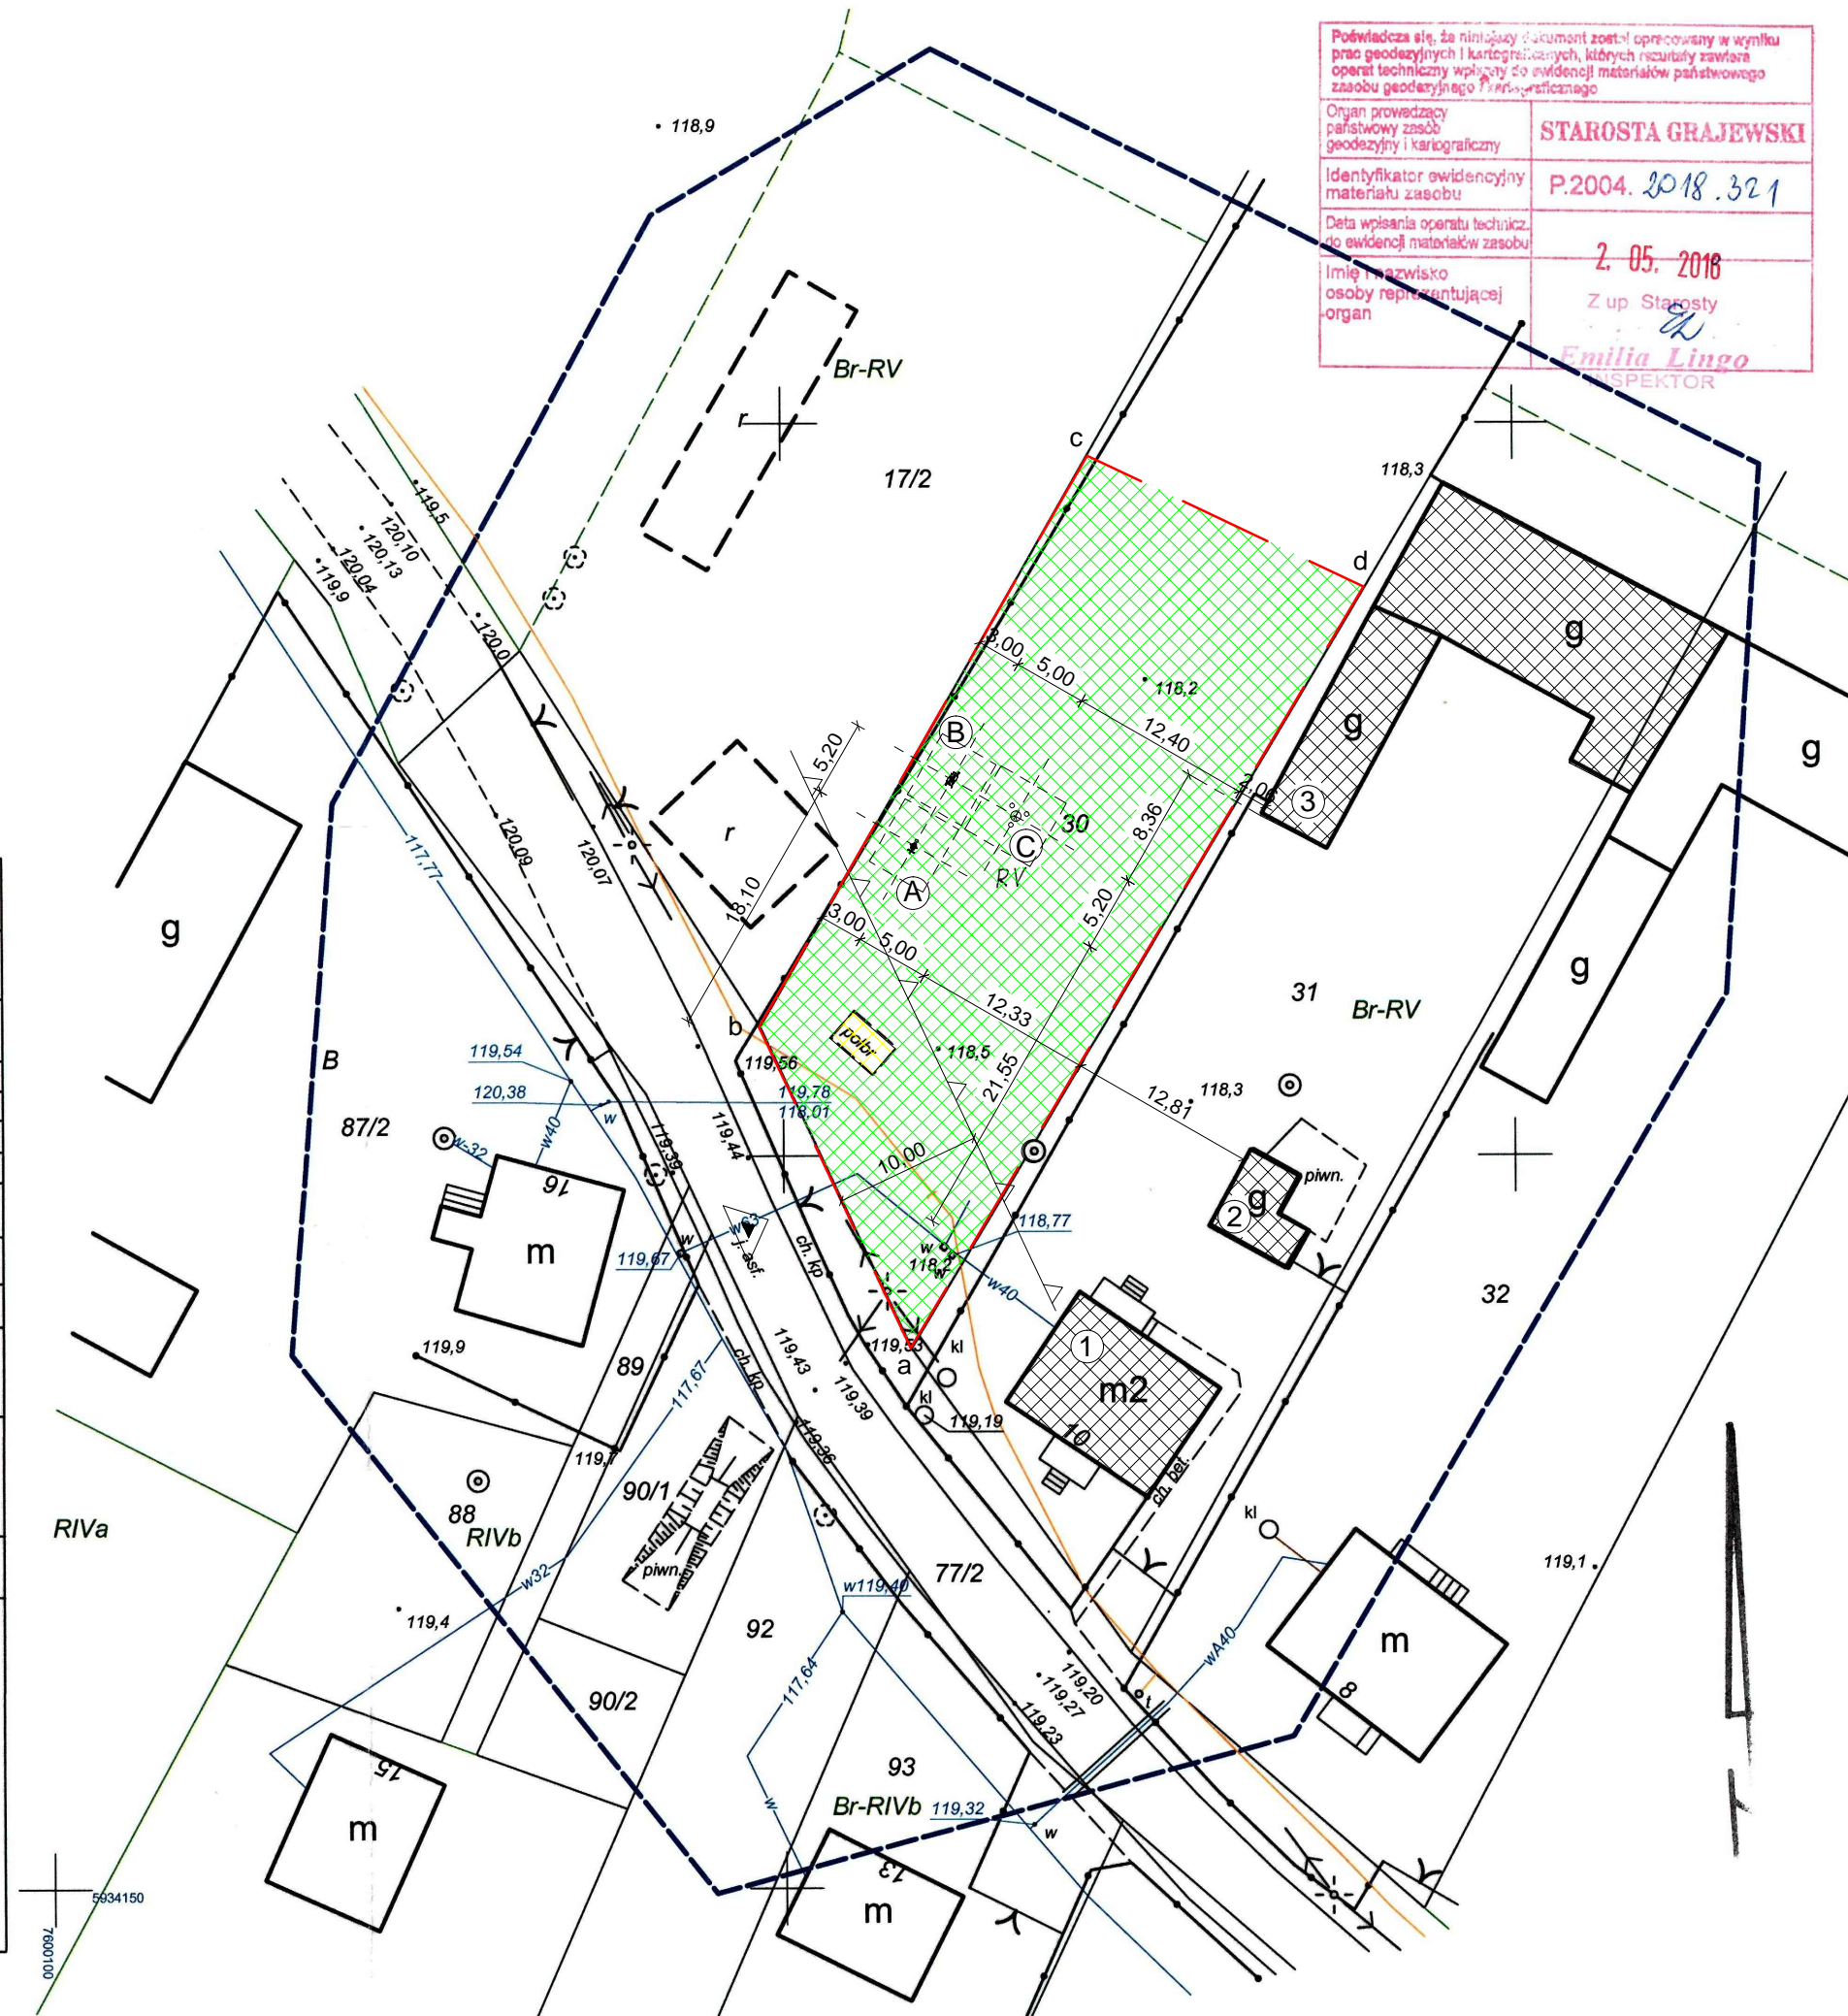 Poświadcza się, że niniejszy dokument został opracowany w wyniku
prac geodezyjnych i kartograficznych, których rezultaty zawiera
operat techniczny wpisany do ewidencji materiałów państwowego
zasobu geodezyjnego i kartograficznego
Organ prowadzący
państwowy zasób
geodezyjny i kartograficzny
STAROSTA GRAJEWSKI
Identyfikator ewidencyjny
materiału zasobu
P.2004. 2018.321
Data wpisania operatu technicz.
do ewidencji materiałów zasobu
2. 05. 2018
Imię i nazwisko
osoby reprezentującej
organ
Z up Starosty
Emilia Lingo
INSPEKTOR
118,9
Br-RV
r
17/2
c
118,3
d
g
g
g
119,5
120,10
120,13
120,04
119,9
120,0
3,00
5,00
118,2
12,40
2,06
B
5,20
3
30
8,36
C
RV
A
r
120,09
120,07
117,77
18,10
3,00
5,00
5,20
12,33
g
g
31
Br-RV
b
polbr
118,5
21,55
119,56
119,54
120,38
119,78
118,01
w
B
87/2
w-32
w40
119,39
119,44
12,81
118,3
10,00
piwn.
g
2
16
m
w63
w
j. asf.
119,67
ch. kp
w
118,2
w
118,77
w40
32
119,9
89
119,43
119,53
a
kl
kl
119,19
1
m2
10
ch. bet.
ch. kp
117,67
119,39
119,36
119,7
90/1
88
RIVb
RIVa
piwn.
w32
119,4
77/2
w119,40
92
kl
119,1
m
8
wA40
90/2
117,64
119,20
119,27
119,23
t
93
Br-RIVb
119,32
w
w
15
m
13
m
5934150
7600100